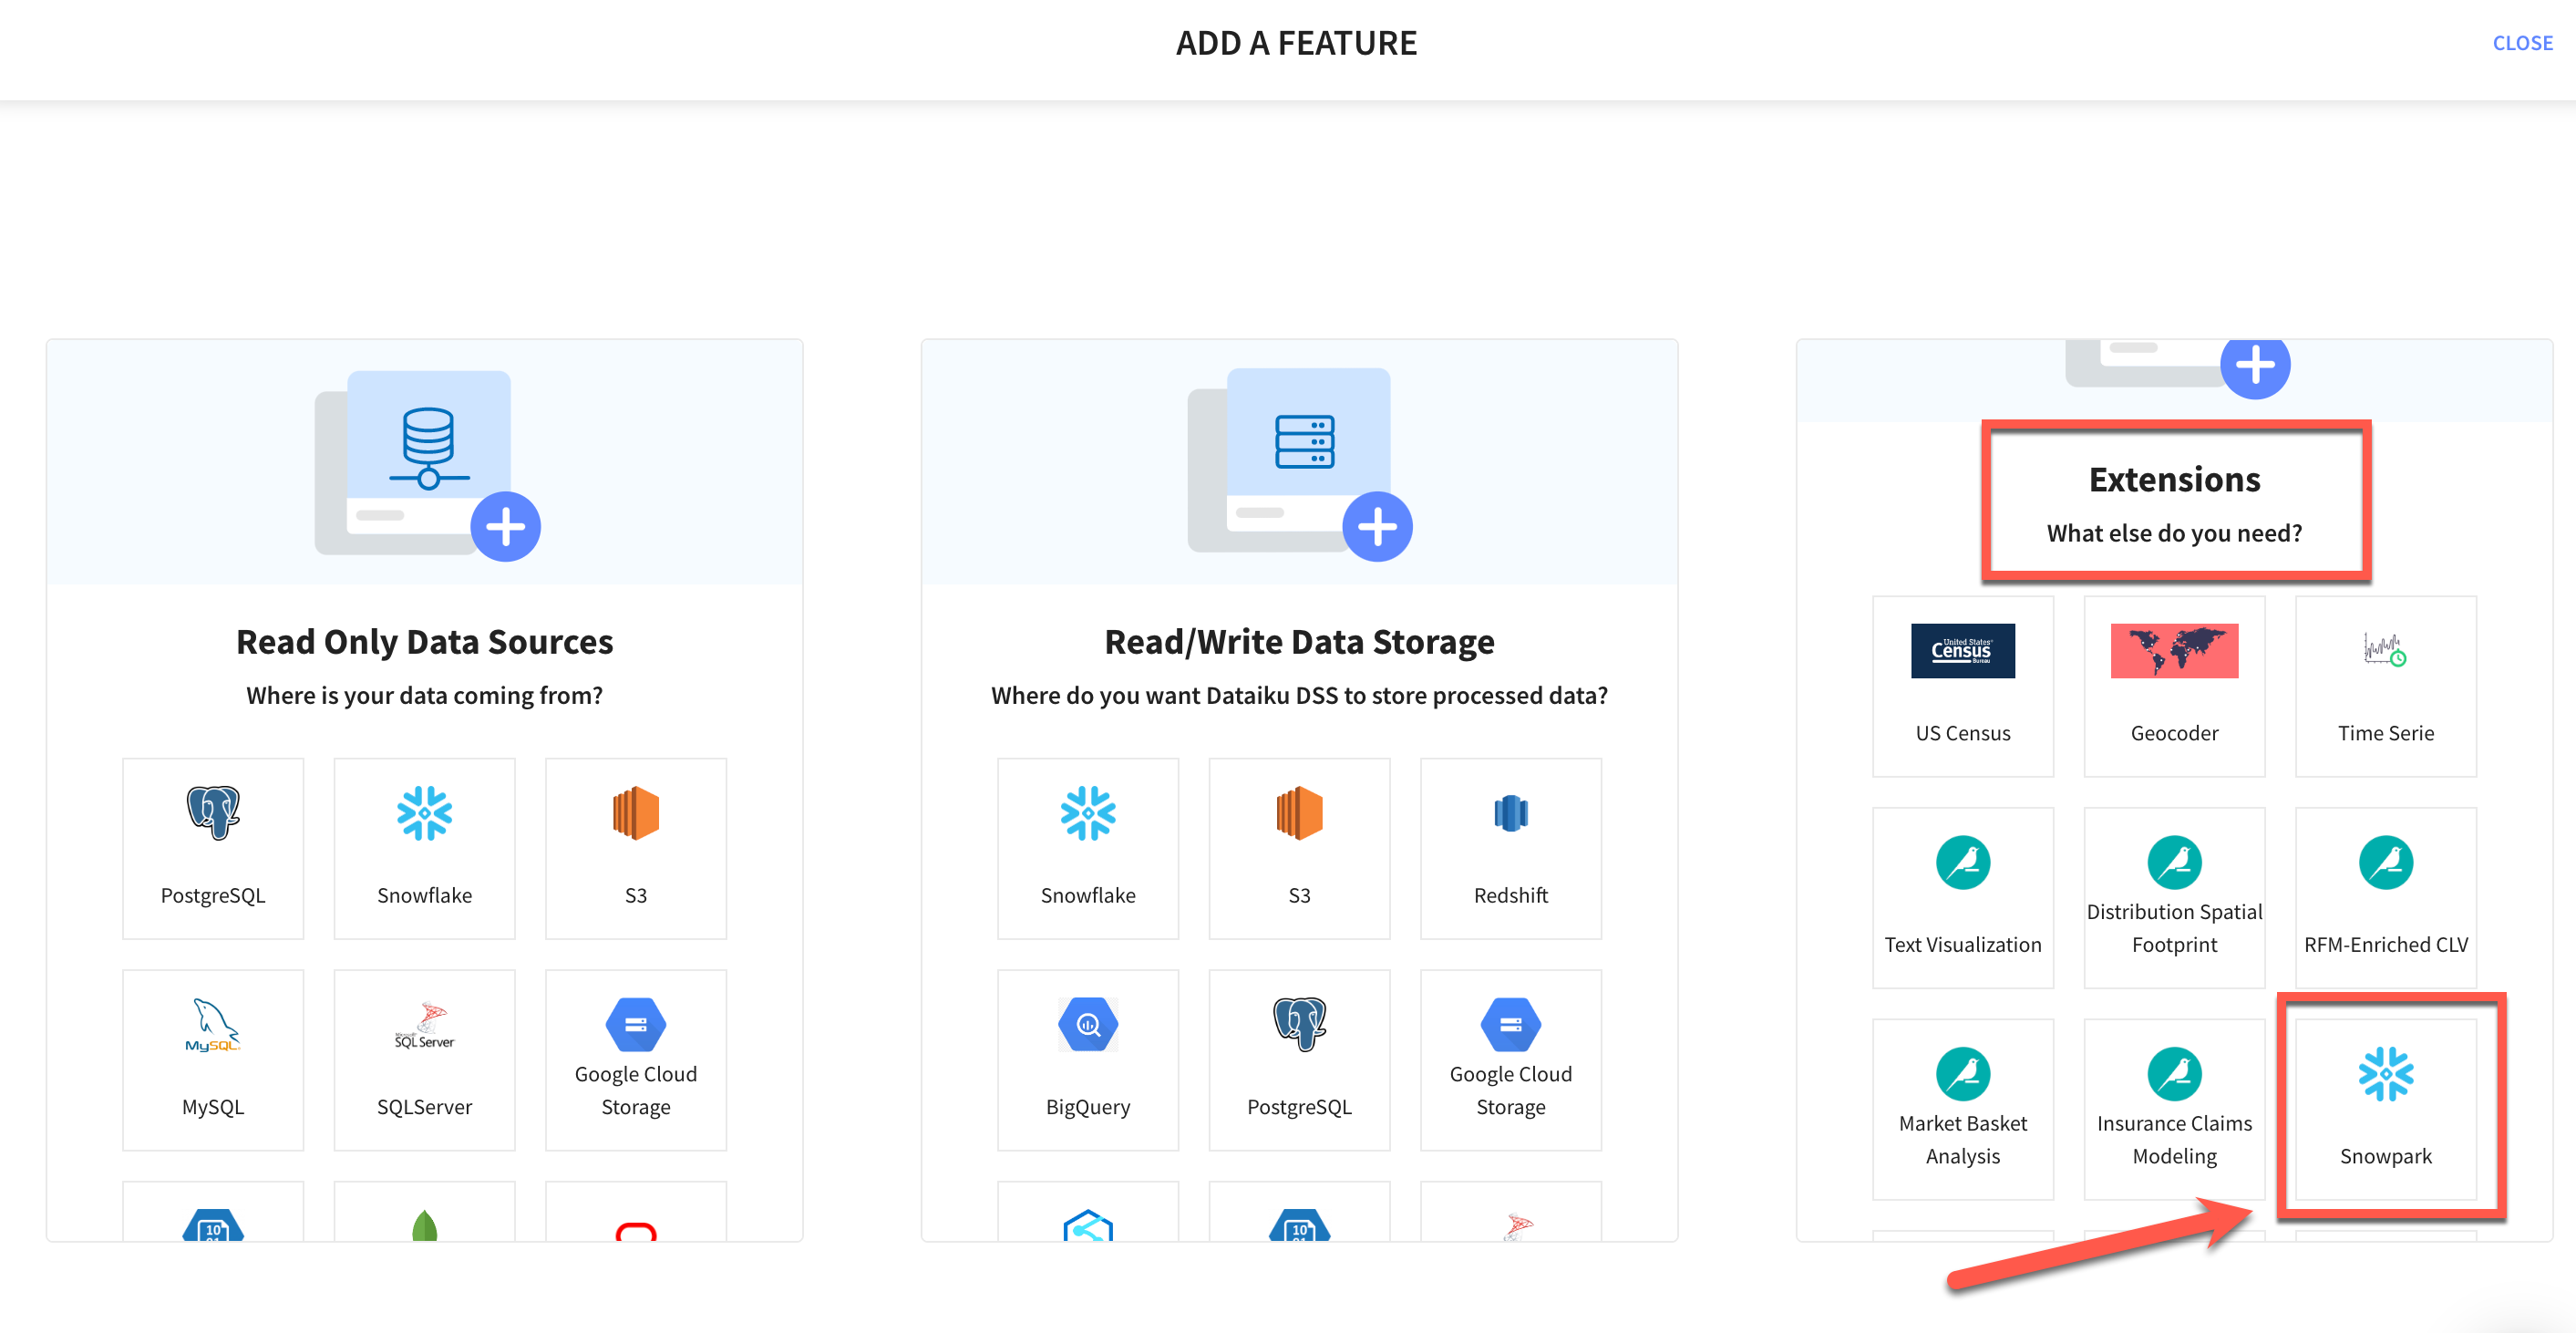 ADD A FEATURE
CLOSE
Read Only Data Sources
Where is your data coming from?
PostgreSQL
Snowflake
S3
MySQL
MySQL
SQL Server
SQLServer
Google Cloud
Storage
10
Read/Write Data Storage
Where do you want Dataiku DSS to store processed data?
Snowflake
S3
Redshift
BigQuery
PostgreSQL
Google Cloud
Storage
10
Extensions
What else do you need?
United States®
Census
Bureau
US Census
Geocoder
Time Serie
Text Visualization
Distribution Spatial
Footprint
RFM-Enriched CLV
Market Basket
Analysis
Insurance Claims
Modeling
Snowpark